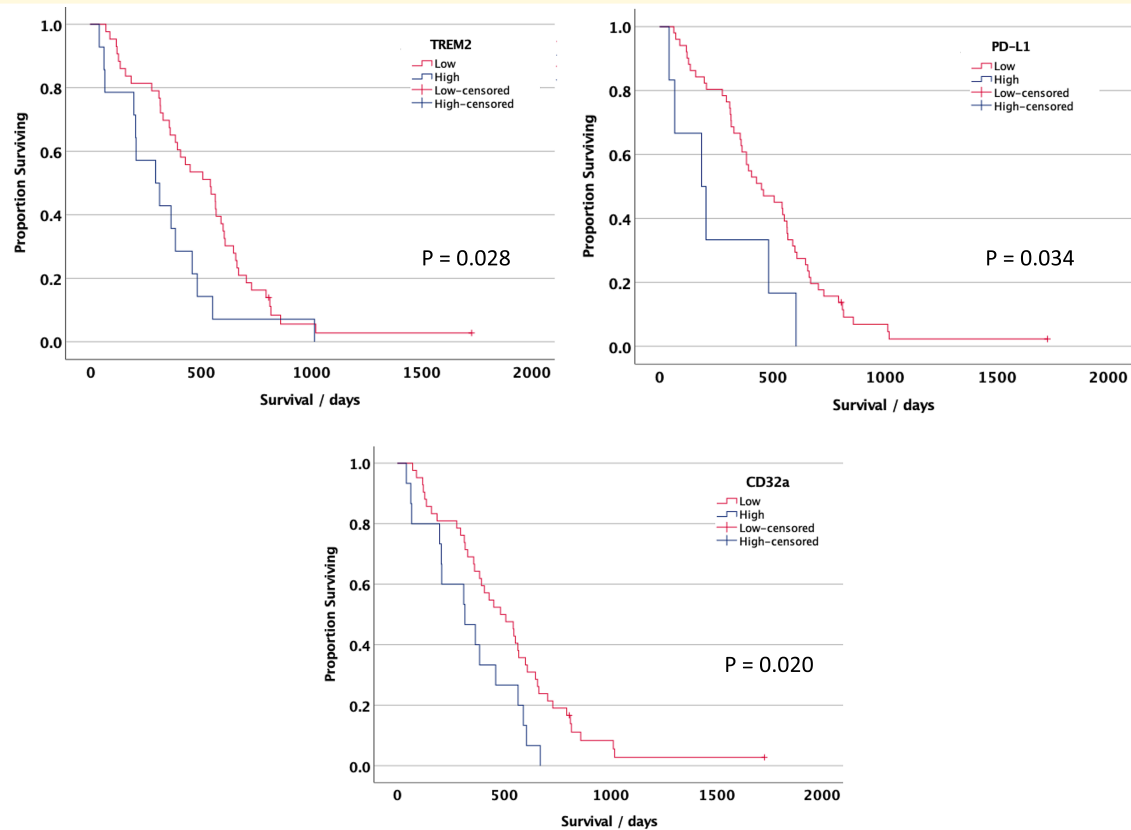 TREM2
Low
High
Low-censored
High-censored
Proportion Surviving
1.0
0.8
0.6
0.4
0.2
0.0
P = 0.028
0 500 1000 1500 2000
Survival / days
PD-L1
Low
High
Low-censored
High-censored
Proportion Surviving
1.0
0.8
0.6
0.4
0.2
0.0
P = 0.034
0 500 1000 1500 2000
Survival / days
CD32a
Low
High
Low-censored
High-censored
Proportion Surviving
1.0
0.8
0.6
0.4
0.2
0.0
P = 0.020
0 500 1000 1500 2000
Survival / days